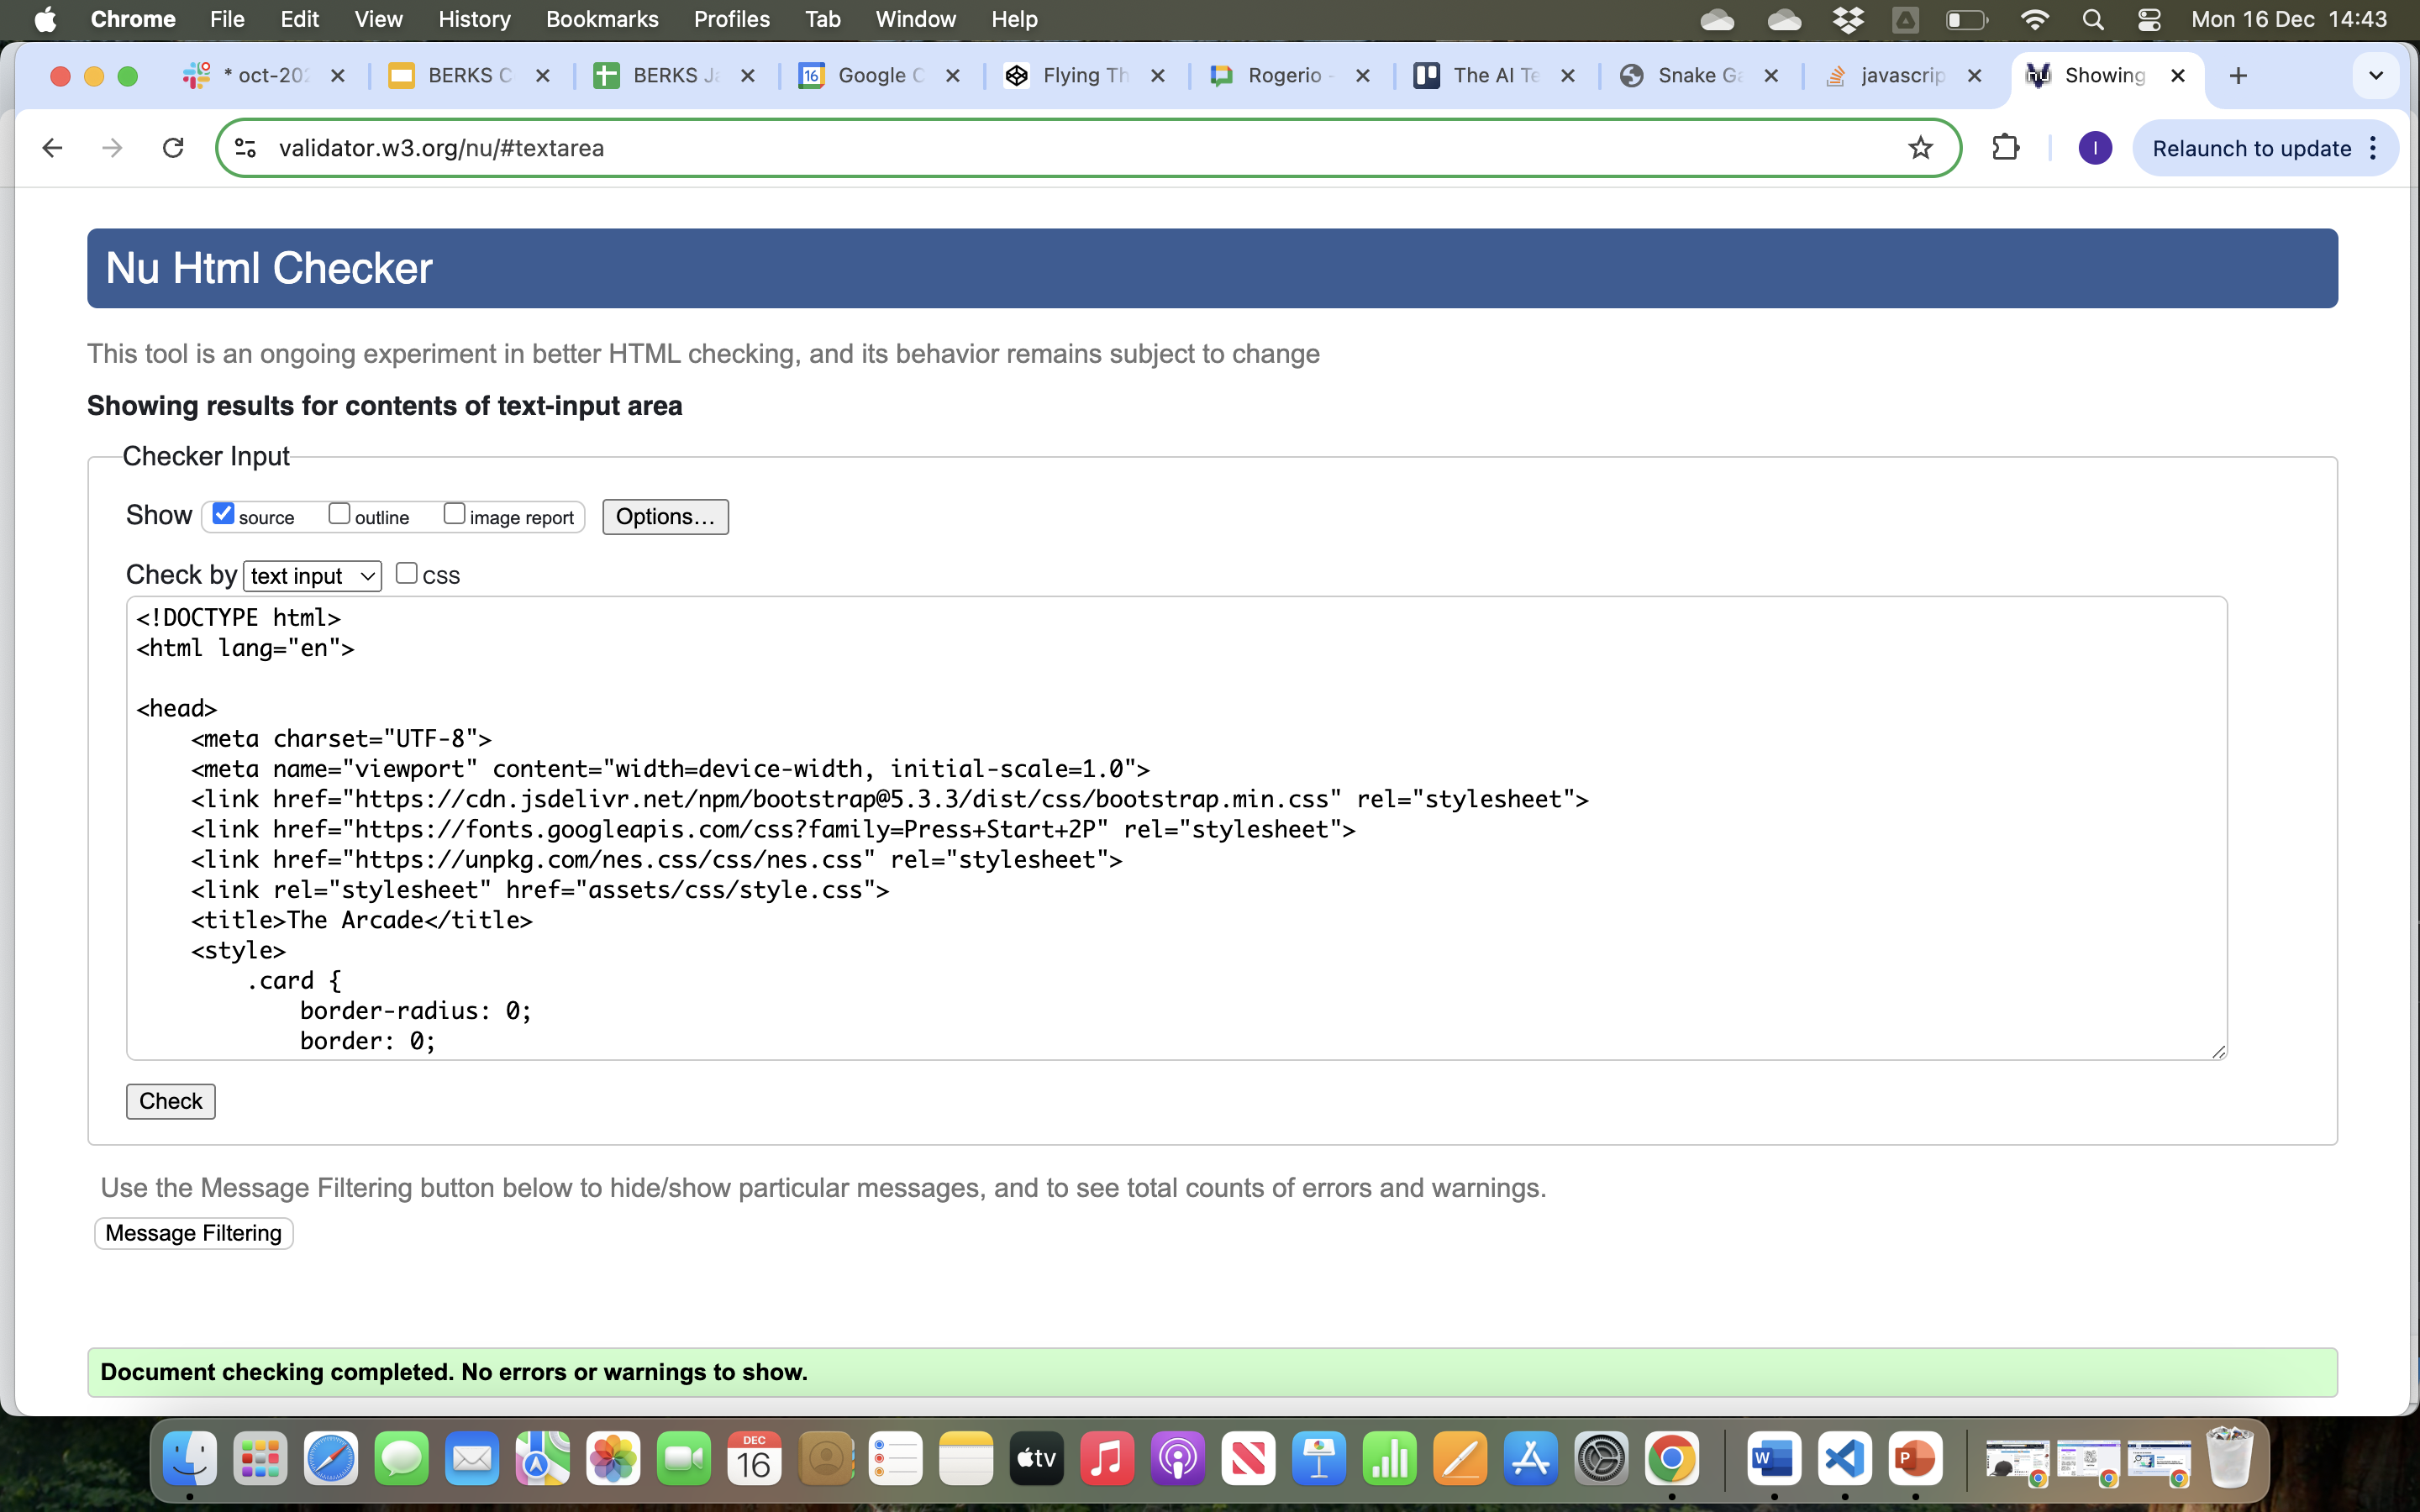 Chrome File Edit View History Bookmarks Profiles Tab Window Help Mon 16 Dec 14:43
* oct-20 BERKS C BERKS Ja Google C Flying Th Rogerio - The AI Te Snake Ga javascrip Showing
validator.w3.org/nu/#textarea I Relaunch to update
Nu Html Checker
This tool is an ongoing experiment in better HTML checking, and its behavior remains subject to change
Showing results for contents of text-input area
Checker Input
Show source outline image report Options...
Check by text input CSS
<!DOCTYPE html>
<html lang="en">
<head>
<meta charset="UTF-8">
<meta name="viewport" content="width=device-width, initial-scale=1.0">
<link href="https://cdn.jsdelivr.net/npm/bootstrap@5.3.3/dist/css/bootstrap.min.css" rel="stylesheet">
<link href="https://fonts.googleapis.com/css?family=Press+Start+2P" rel="stylesheet">
<link href="https://unpkg.com/nes.css/css/nes.css" rel="stylesheet">
<link rel="stylesheet" href="assets/css/style.css">
<title>The Arcade</title>
<style>
.card {
border-radius: 0;
border: 0;
Check
Use the Message Filtering button below to hide/show particular messages, and to see total counts of errors and warnings.
Message Filtering
Document checking completed. No errors or warnings to show.
DEC
16
tv